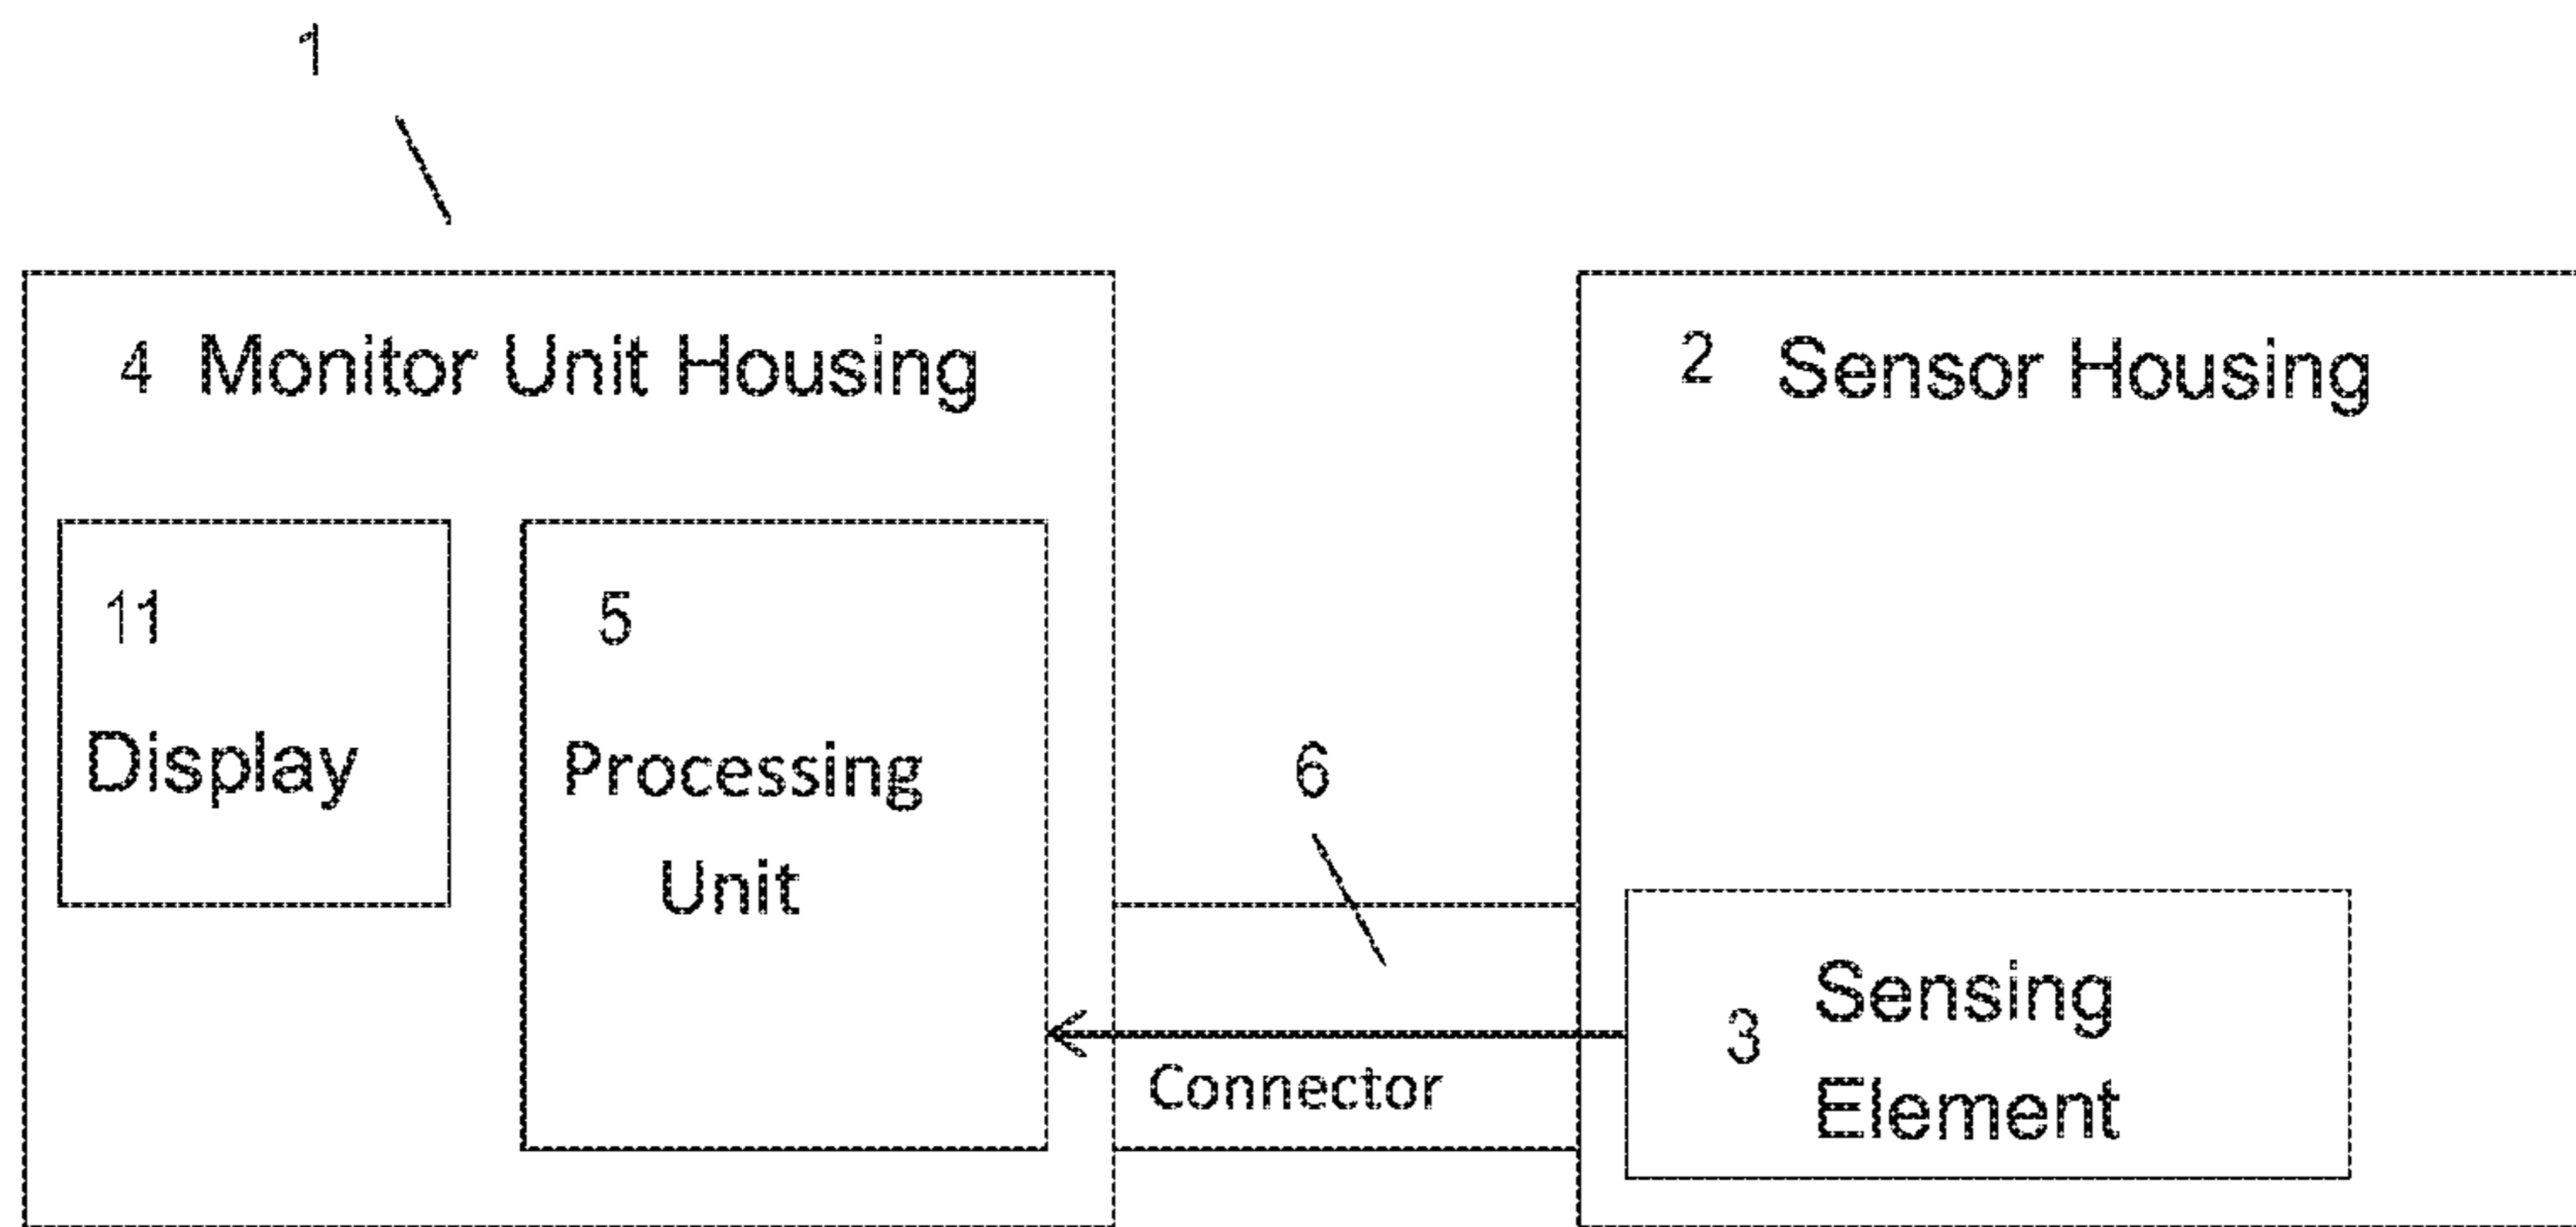 1
4 Monitor Unit Housing
2 Sensor Housing
11
Display
5
Processing
Unit
6
Connector
3
Sensing
Element